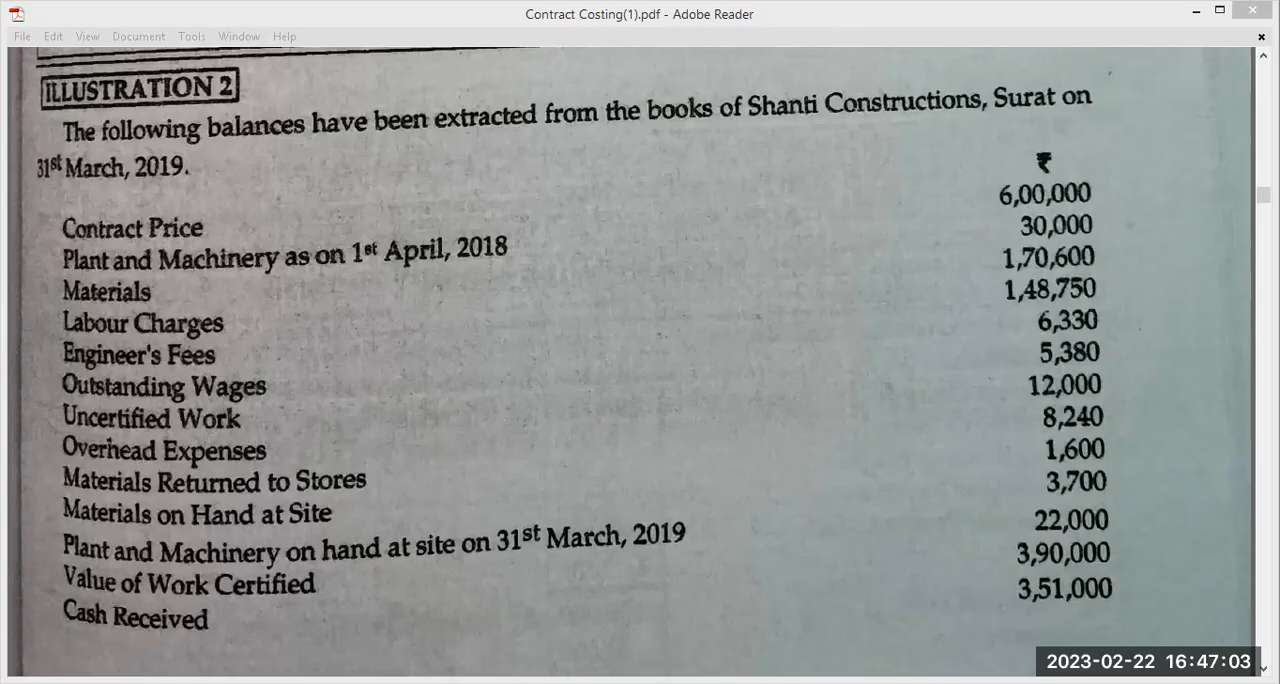 Contract Costing(1).pdf - Adobe Reader
File Edit View Document Tools Window Help
ILLUSTRATION 2
The following balances have been extracted from the books of Shanti Constructions, Surat on
31st March, 2019.
₹
Contract Price 6,00,000
Plant and Machinery as on 1st April, 2018 30,000
Materials 1,70,600
Labour Charges 1,48,750
Engineer's Fees 6,330
Outstanding Wages 5,380
Uncertified Work 12,000
Overhead Expenses 8,240
Materials Returned to Stores 1,600
Materials on Hand at Site 3,700
Plant and Machinery on hand at site on 31st March, 2019 22,000
Value of Work Certified 3,90,000
Cash Received 3,51,000
2023-02-22 16:47:03